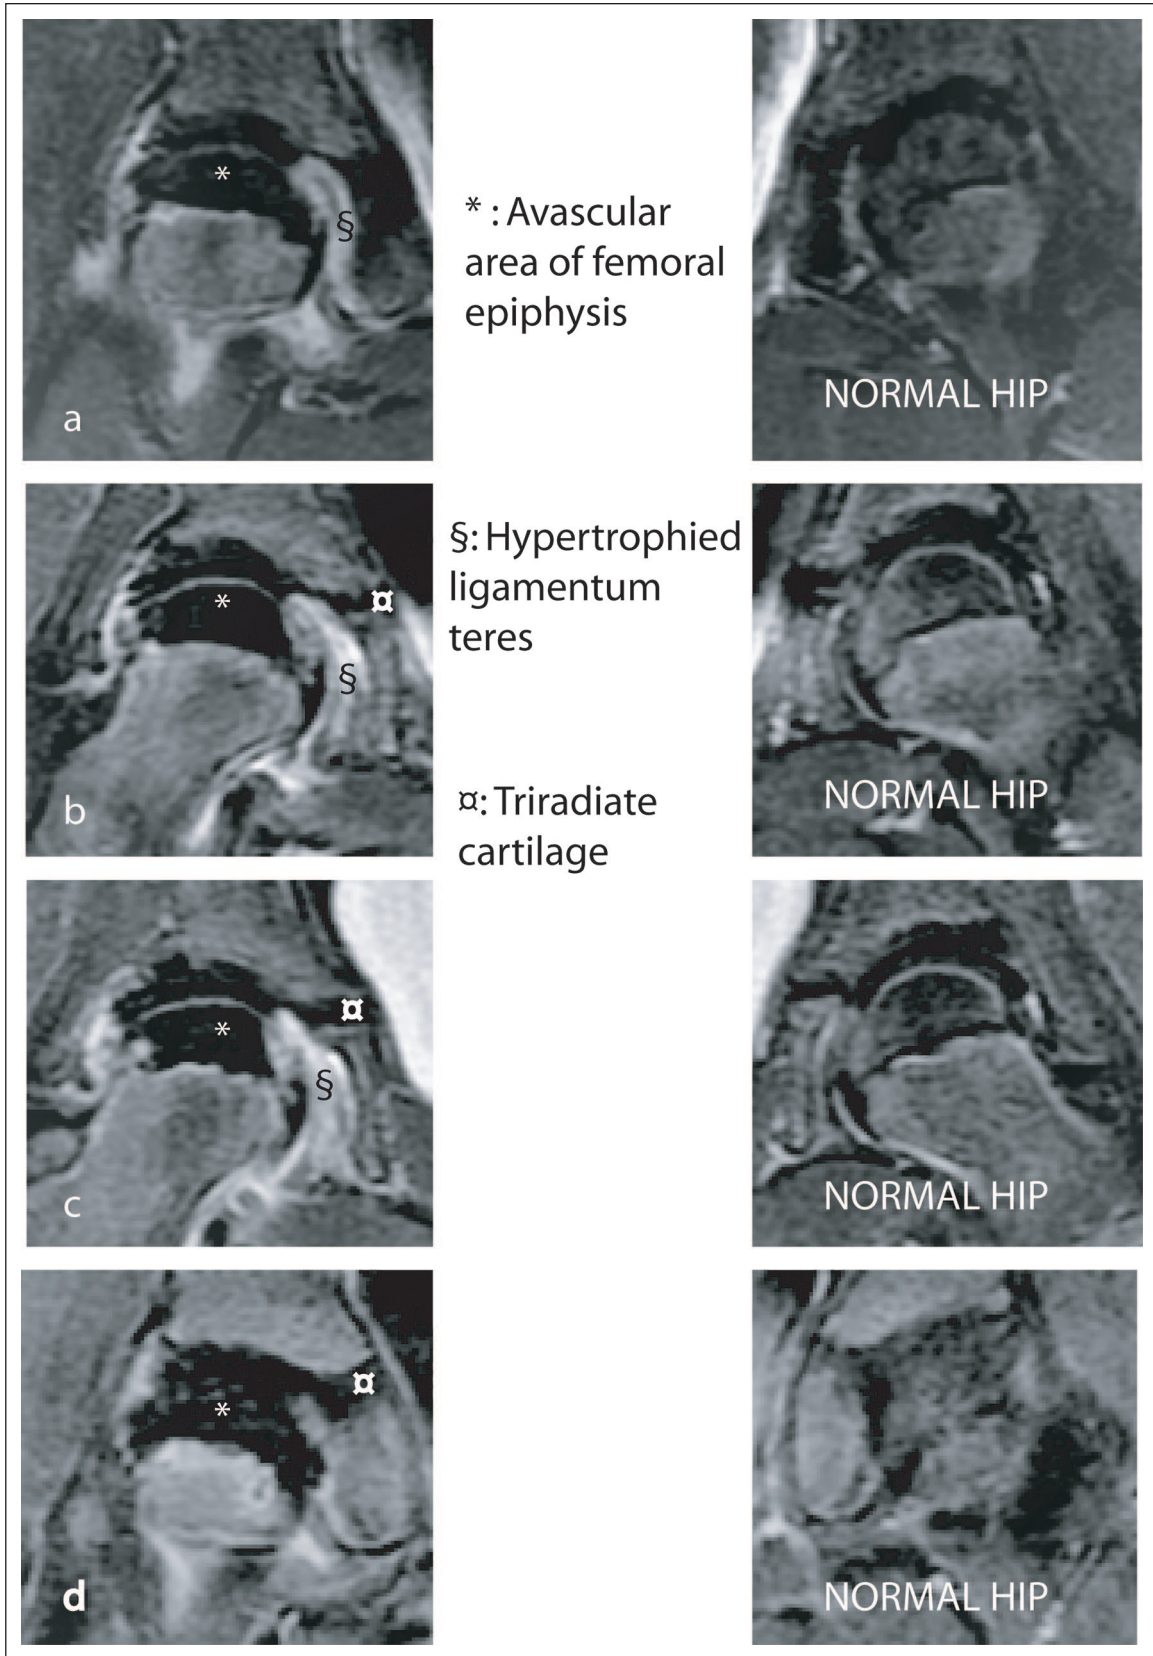 *
§
a
* : Avascular
area of femoral
epiphysis
NORMAL HIP
*
¤
§
b
§: Hypertrophied
ligamentum
teres
¤: Triradiate
cartilage
NORMAL HIP
*
¤
§
c
NORMAL HIP
*
¤
d
NORMAL HIP